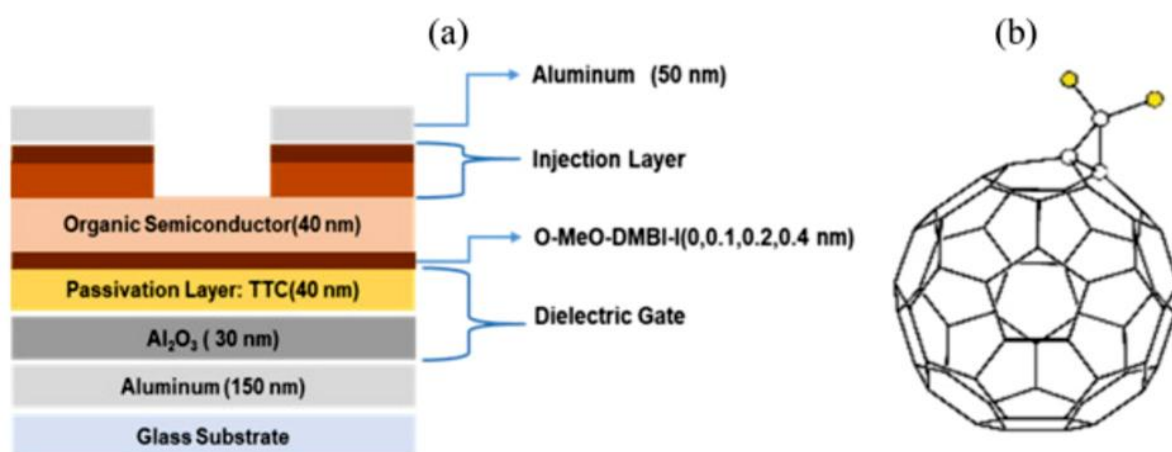 (a)
(b)
Aluminum (50 nm)
Injection Layer
Organic Semiconductor(40 nm)
O-MeO-DMBI-I(0,0.1,0.2,0.4 nm)
Passivation Layer: TTC(40 nm)
Dielectric Gate
Al₂O₃ ( 30 nm)
Aluminum (150 nm)
Glass Substrate